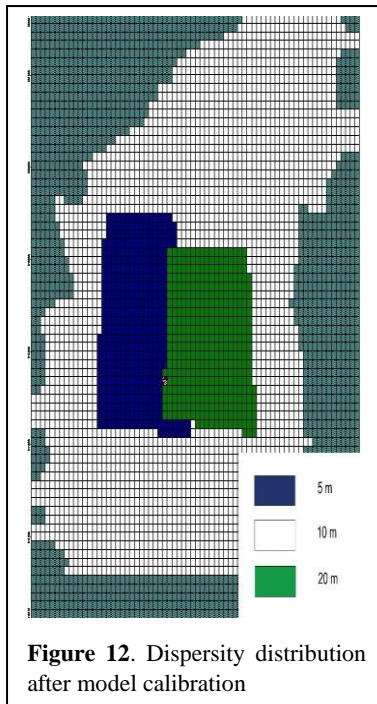 5 m
10 m
20 m
Figure 12. Dispersity distribution
after model calibration